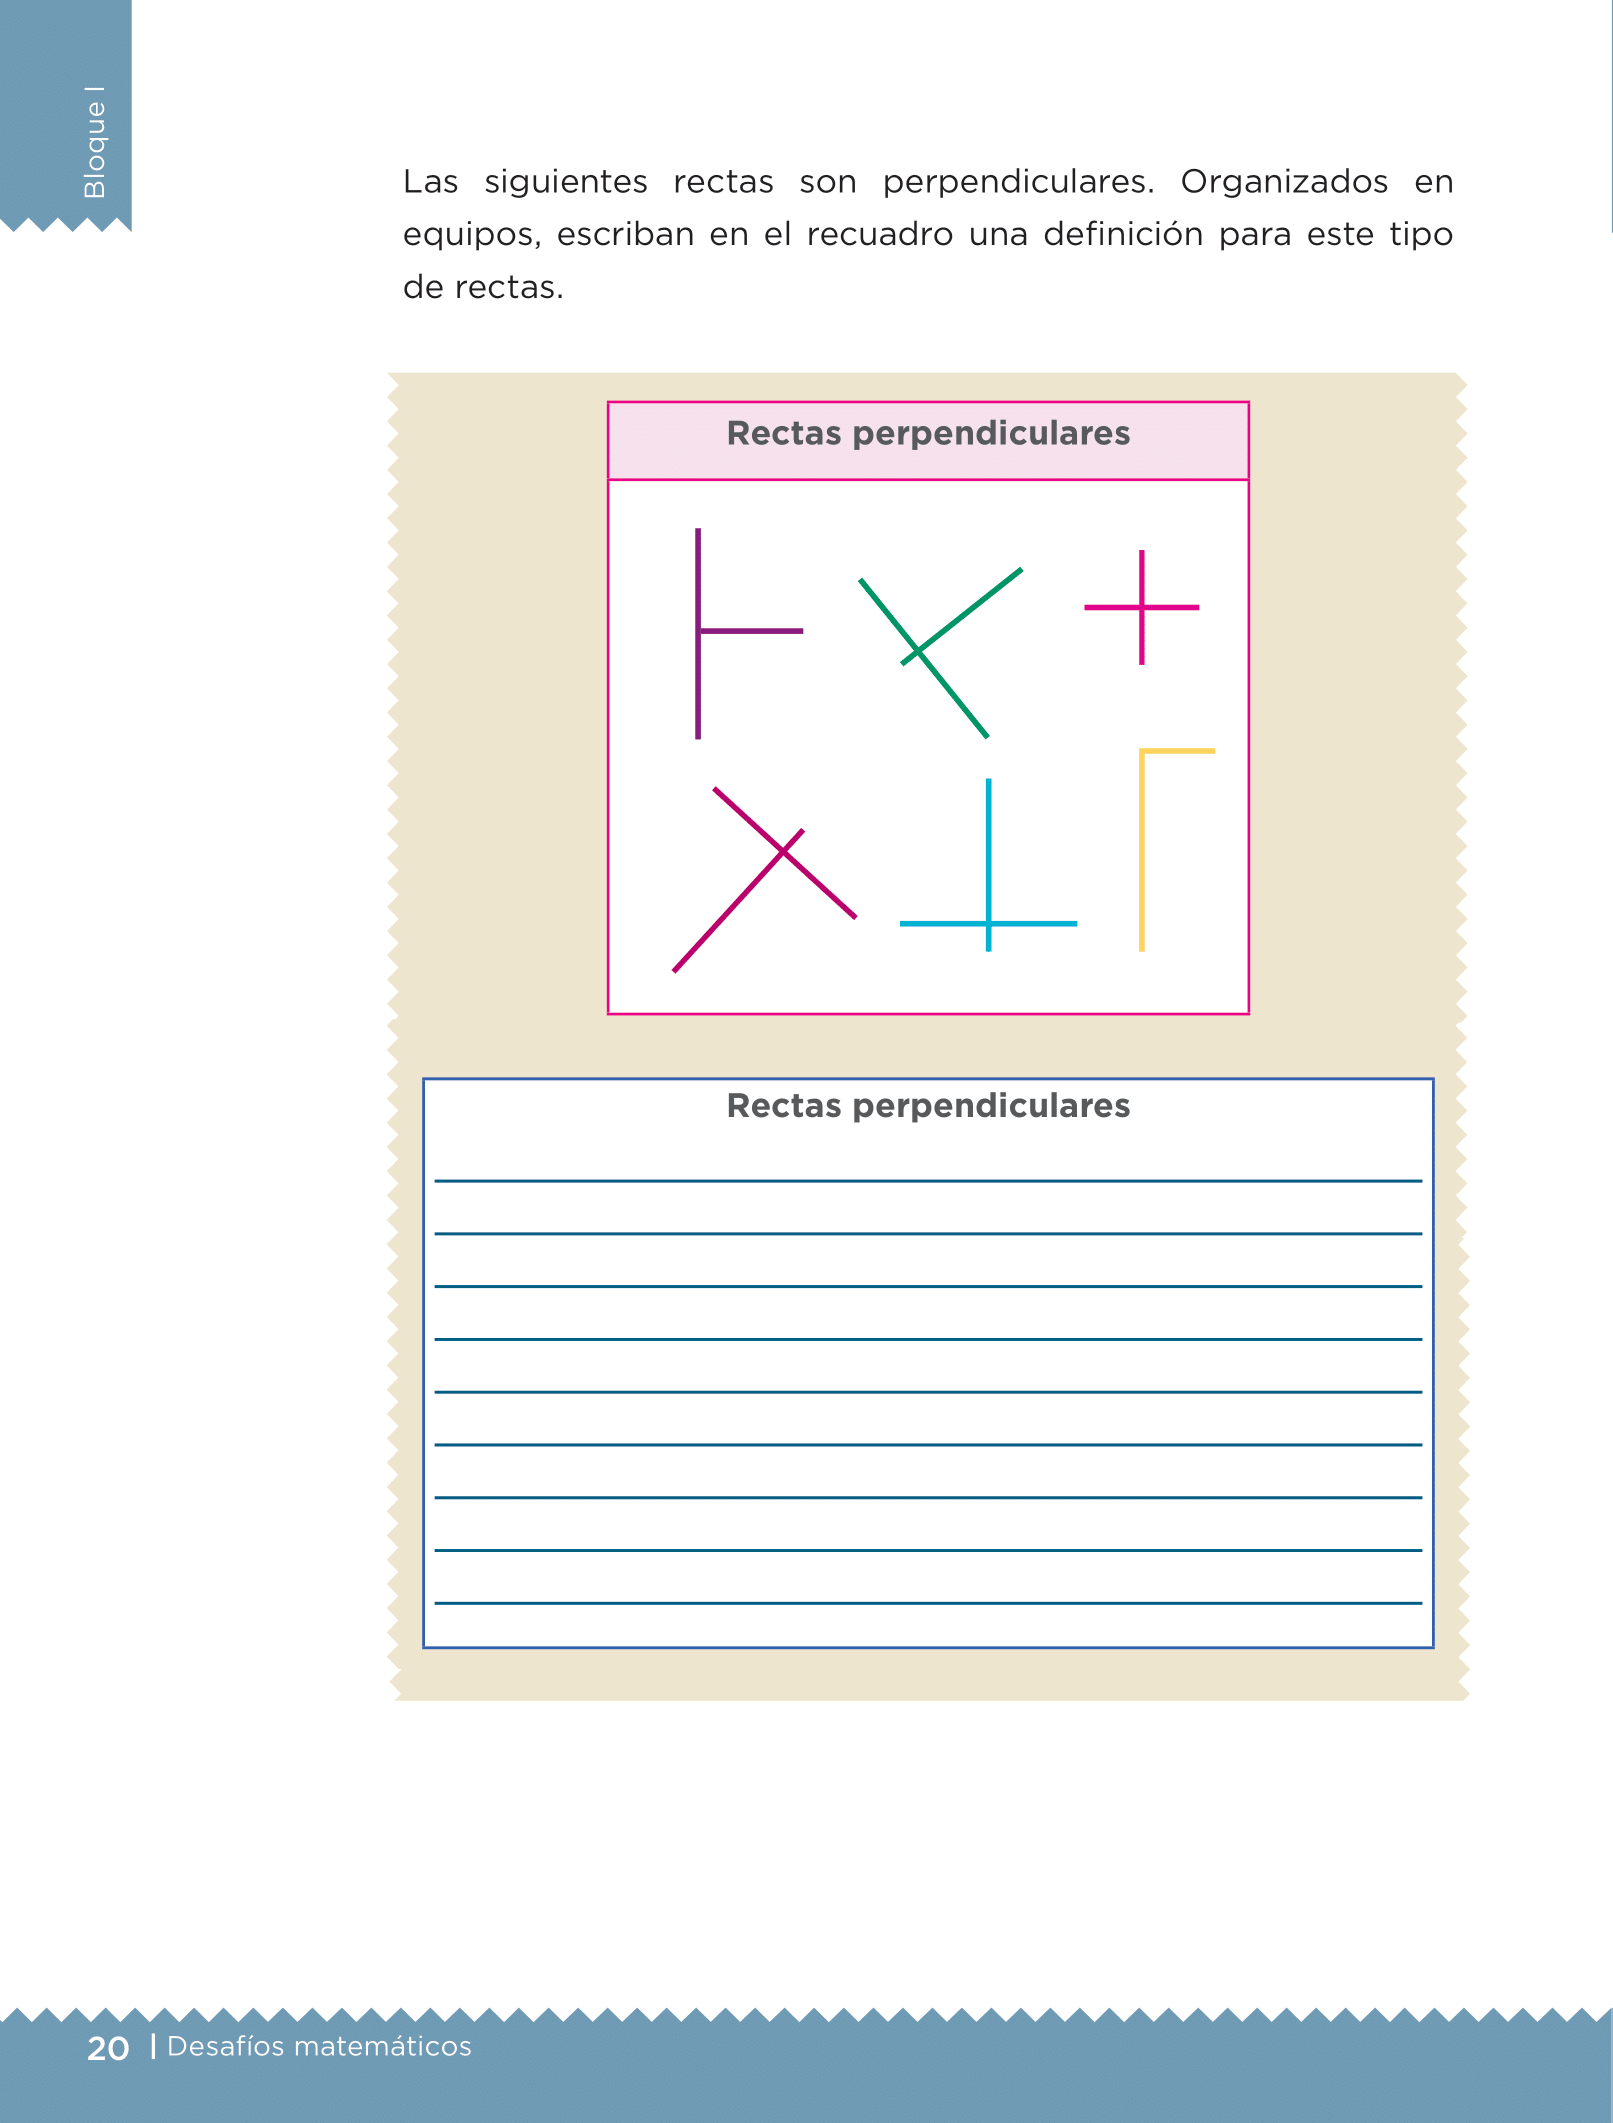 Bloque I
Las siguientes rectas son perpendiculares. Organizados en
equipos, escriban en el recuadro una definición para este tipo
de rectas.
Rectas perpendiculares
Rectas perpendiculares
20 | Desafíos matemáticos